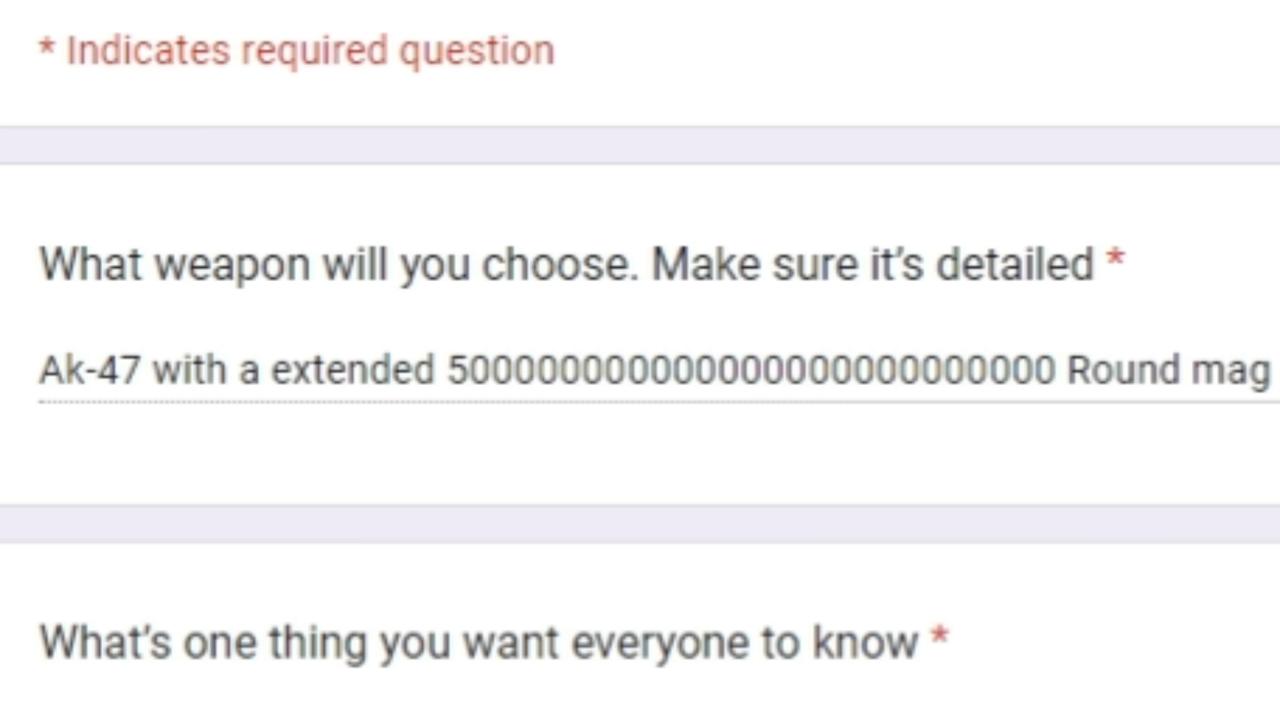 * Indicates required question
What weapon will you choose. Make sure it's detailed *
Ak-47 with a extended 500000000000000000000000000 Round mag
What's one thing you want everyone to know *